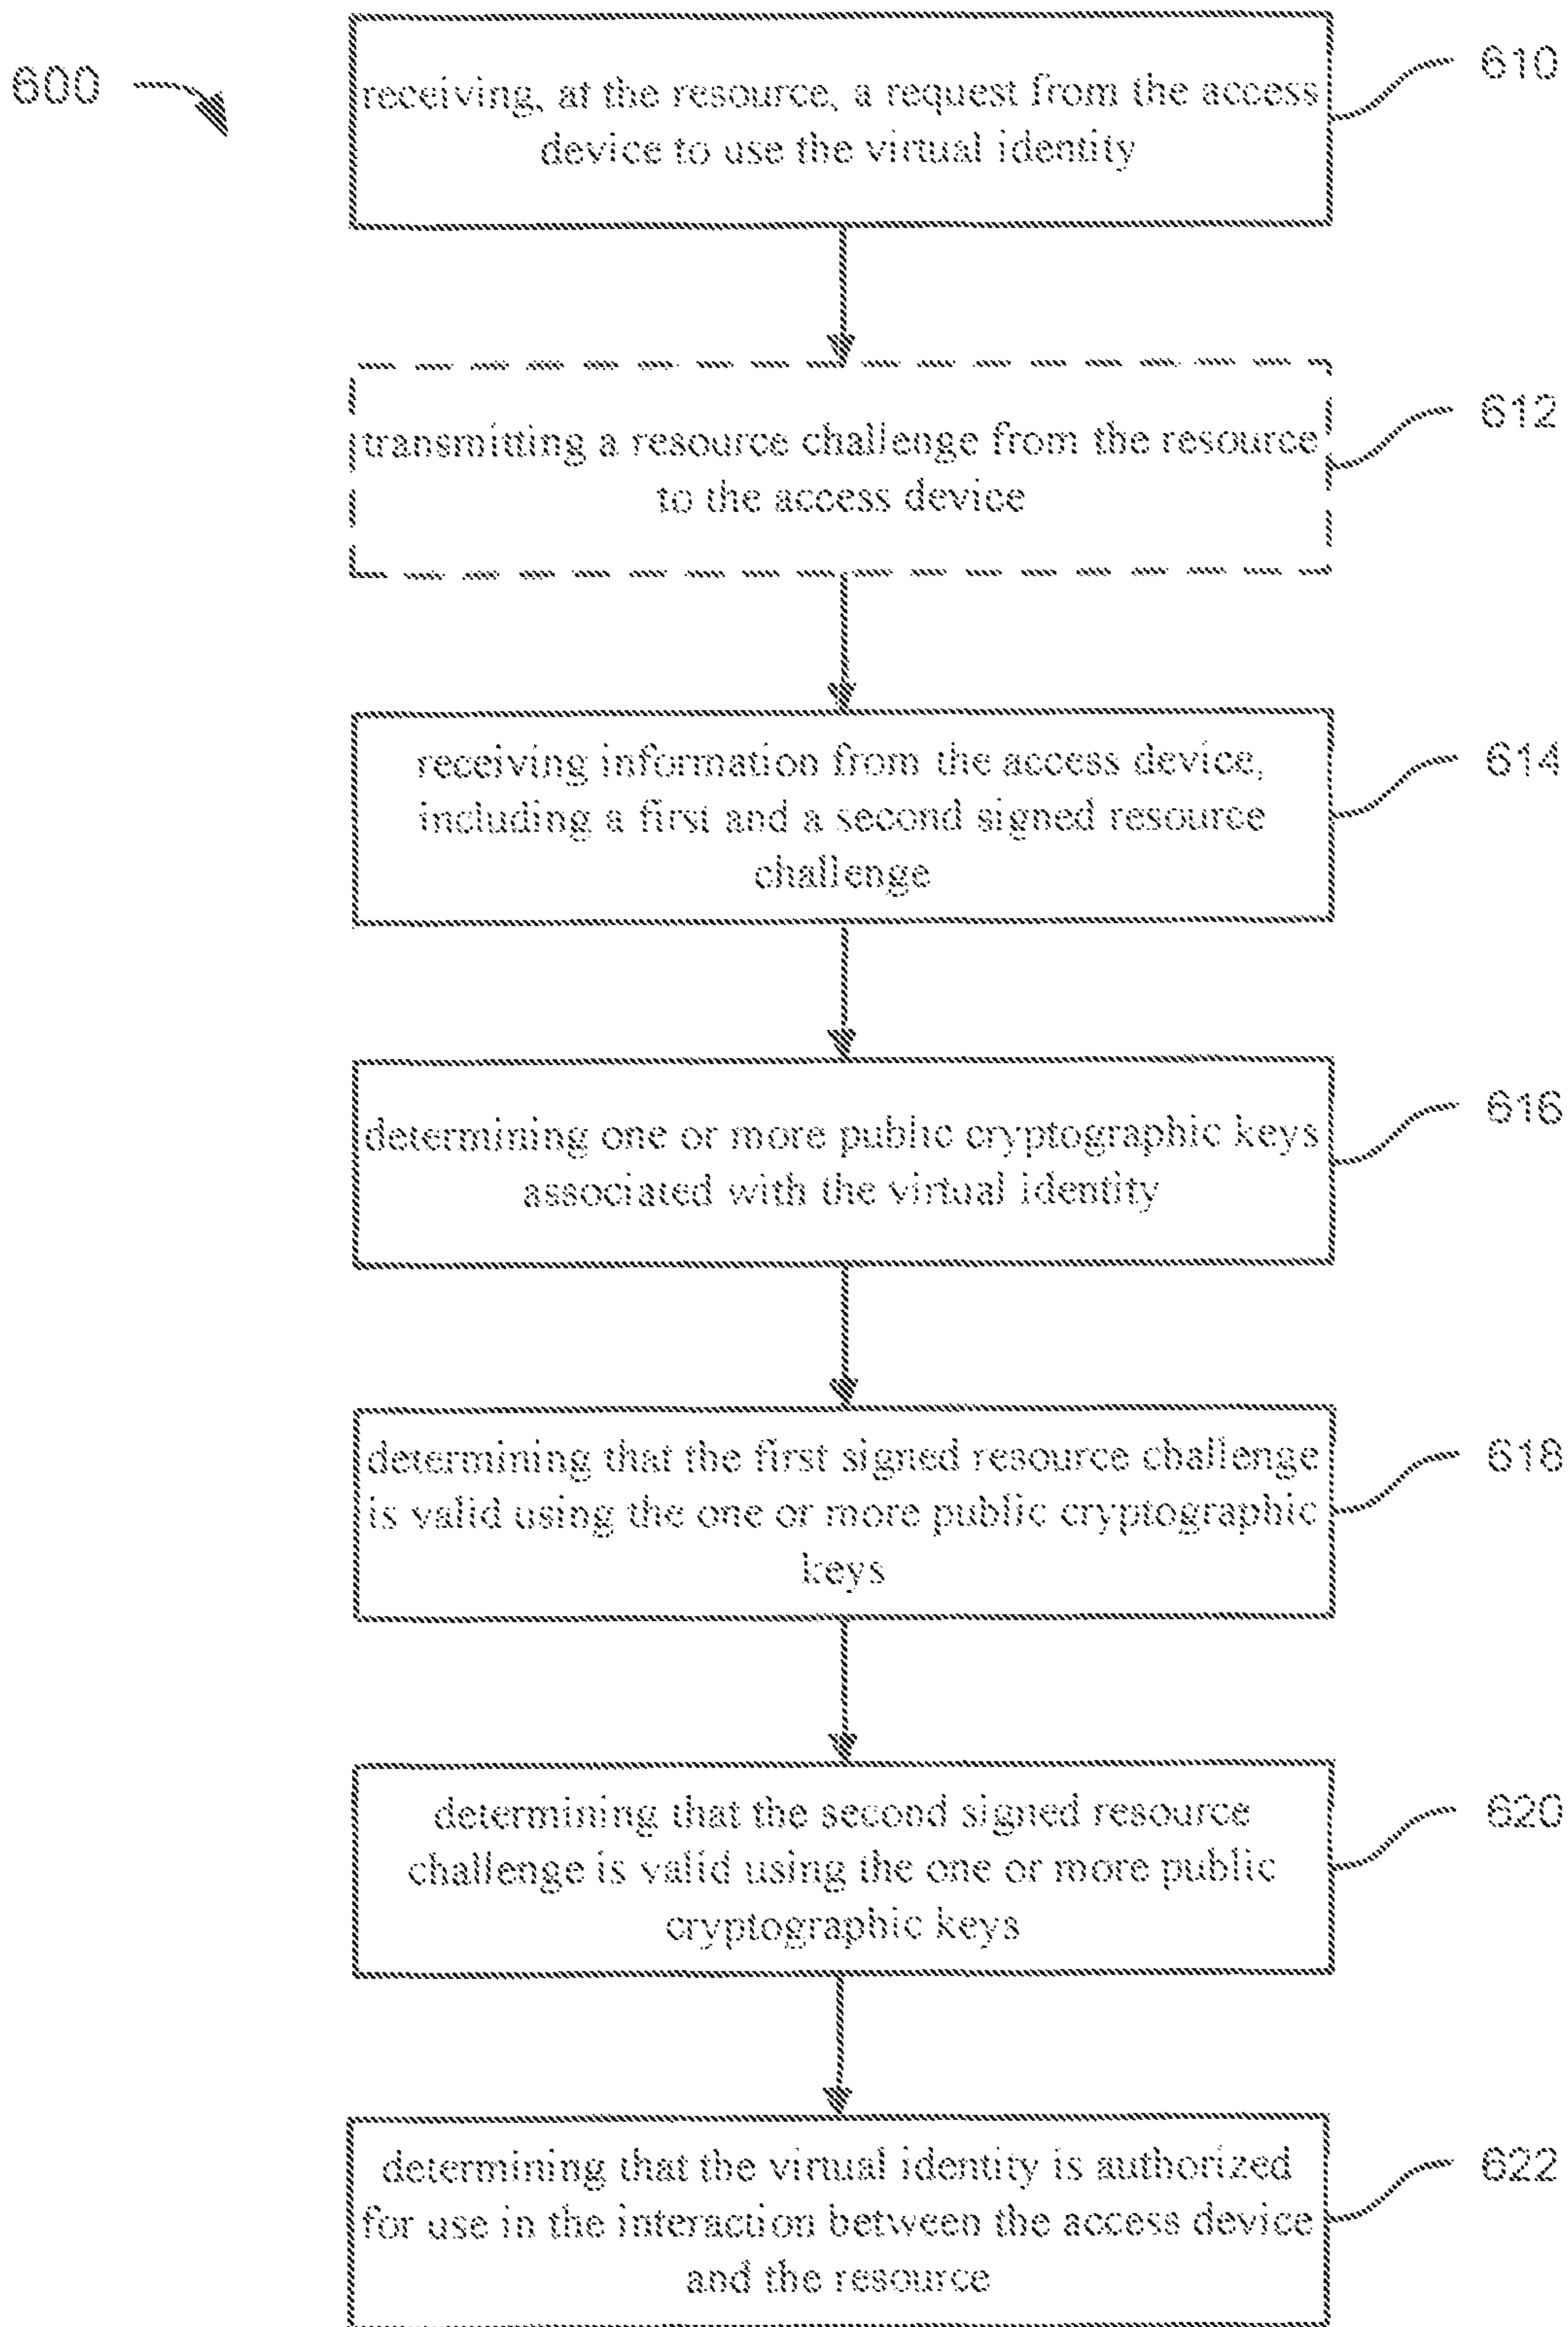 600
receiving, at the resource, a request from the access
device to use the virtual identity
610
transmitting a resource challenge from the resource
to the access device
612
receiving information from the access device,
including a first and a second signed resource
challenge
614
determining one or more public cryptographic keys
associated with the virtual identity
616
determining that the first signed resource challenge
is valid using the one or more public cryptographic
keys
618
determining that the second signed resource
challenge is valid using the one or more public
cryptographic keys
620
determining that the virtual identity is authorized
for use in the interaction between the access device
and the resource
622